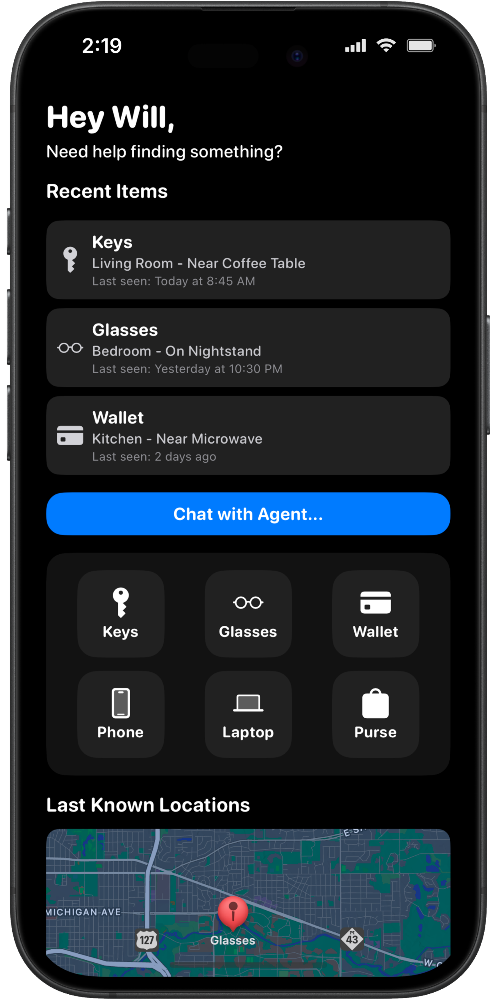 2:19
Hey Will,
Need help finding something?
Recent Items
Keys
Living Room - Near Coffee Table
Last seen: Today at 8:45 AM
Glasses
Bedroom - On Nightstand
Last seen: Yesterday at 10:30 PM
Wallet
Kitchen - Near Microwave
Last seen: 2 days ago
Chat with Agent...
Keys
Glasses
Wallet
Phone
Laptop
Purse
Last Known Locations
MICHIGAN AVE
127
Glasses
M
43